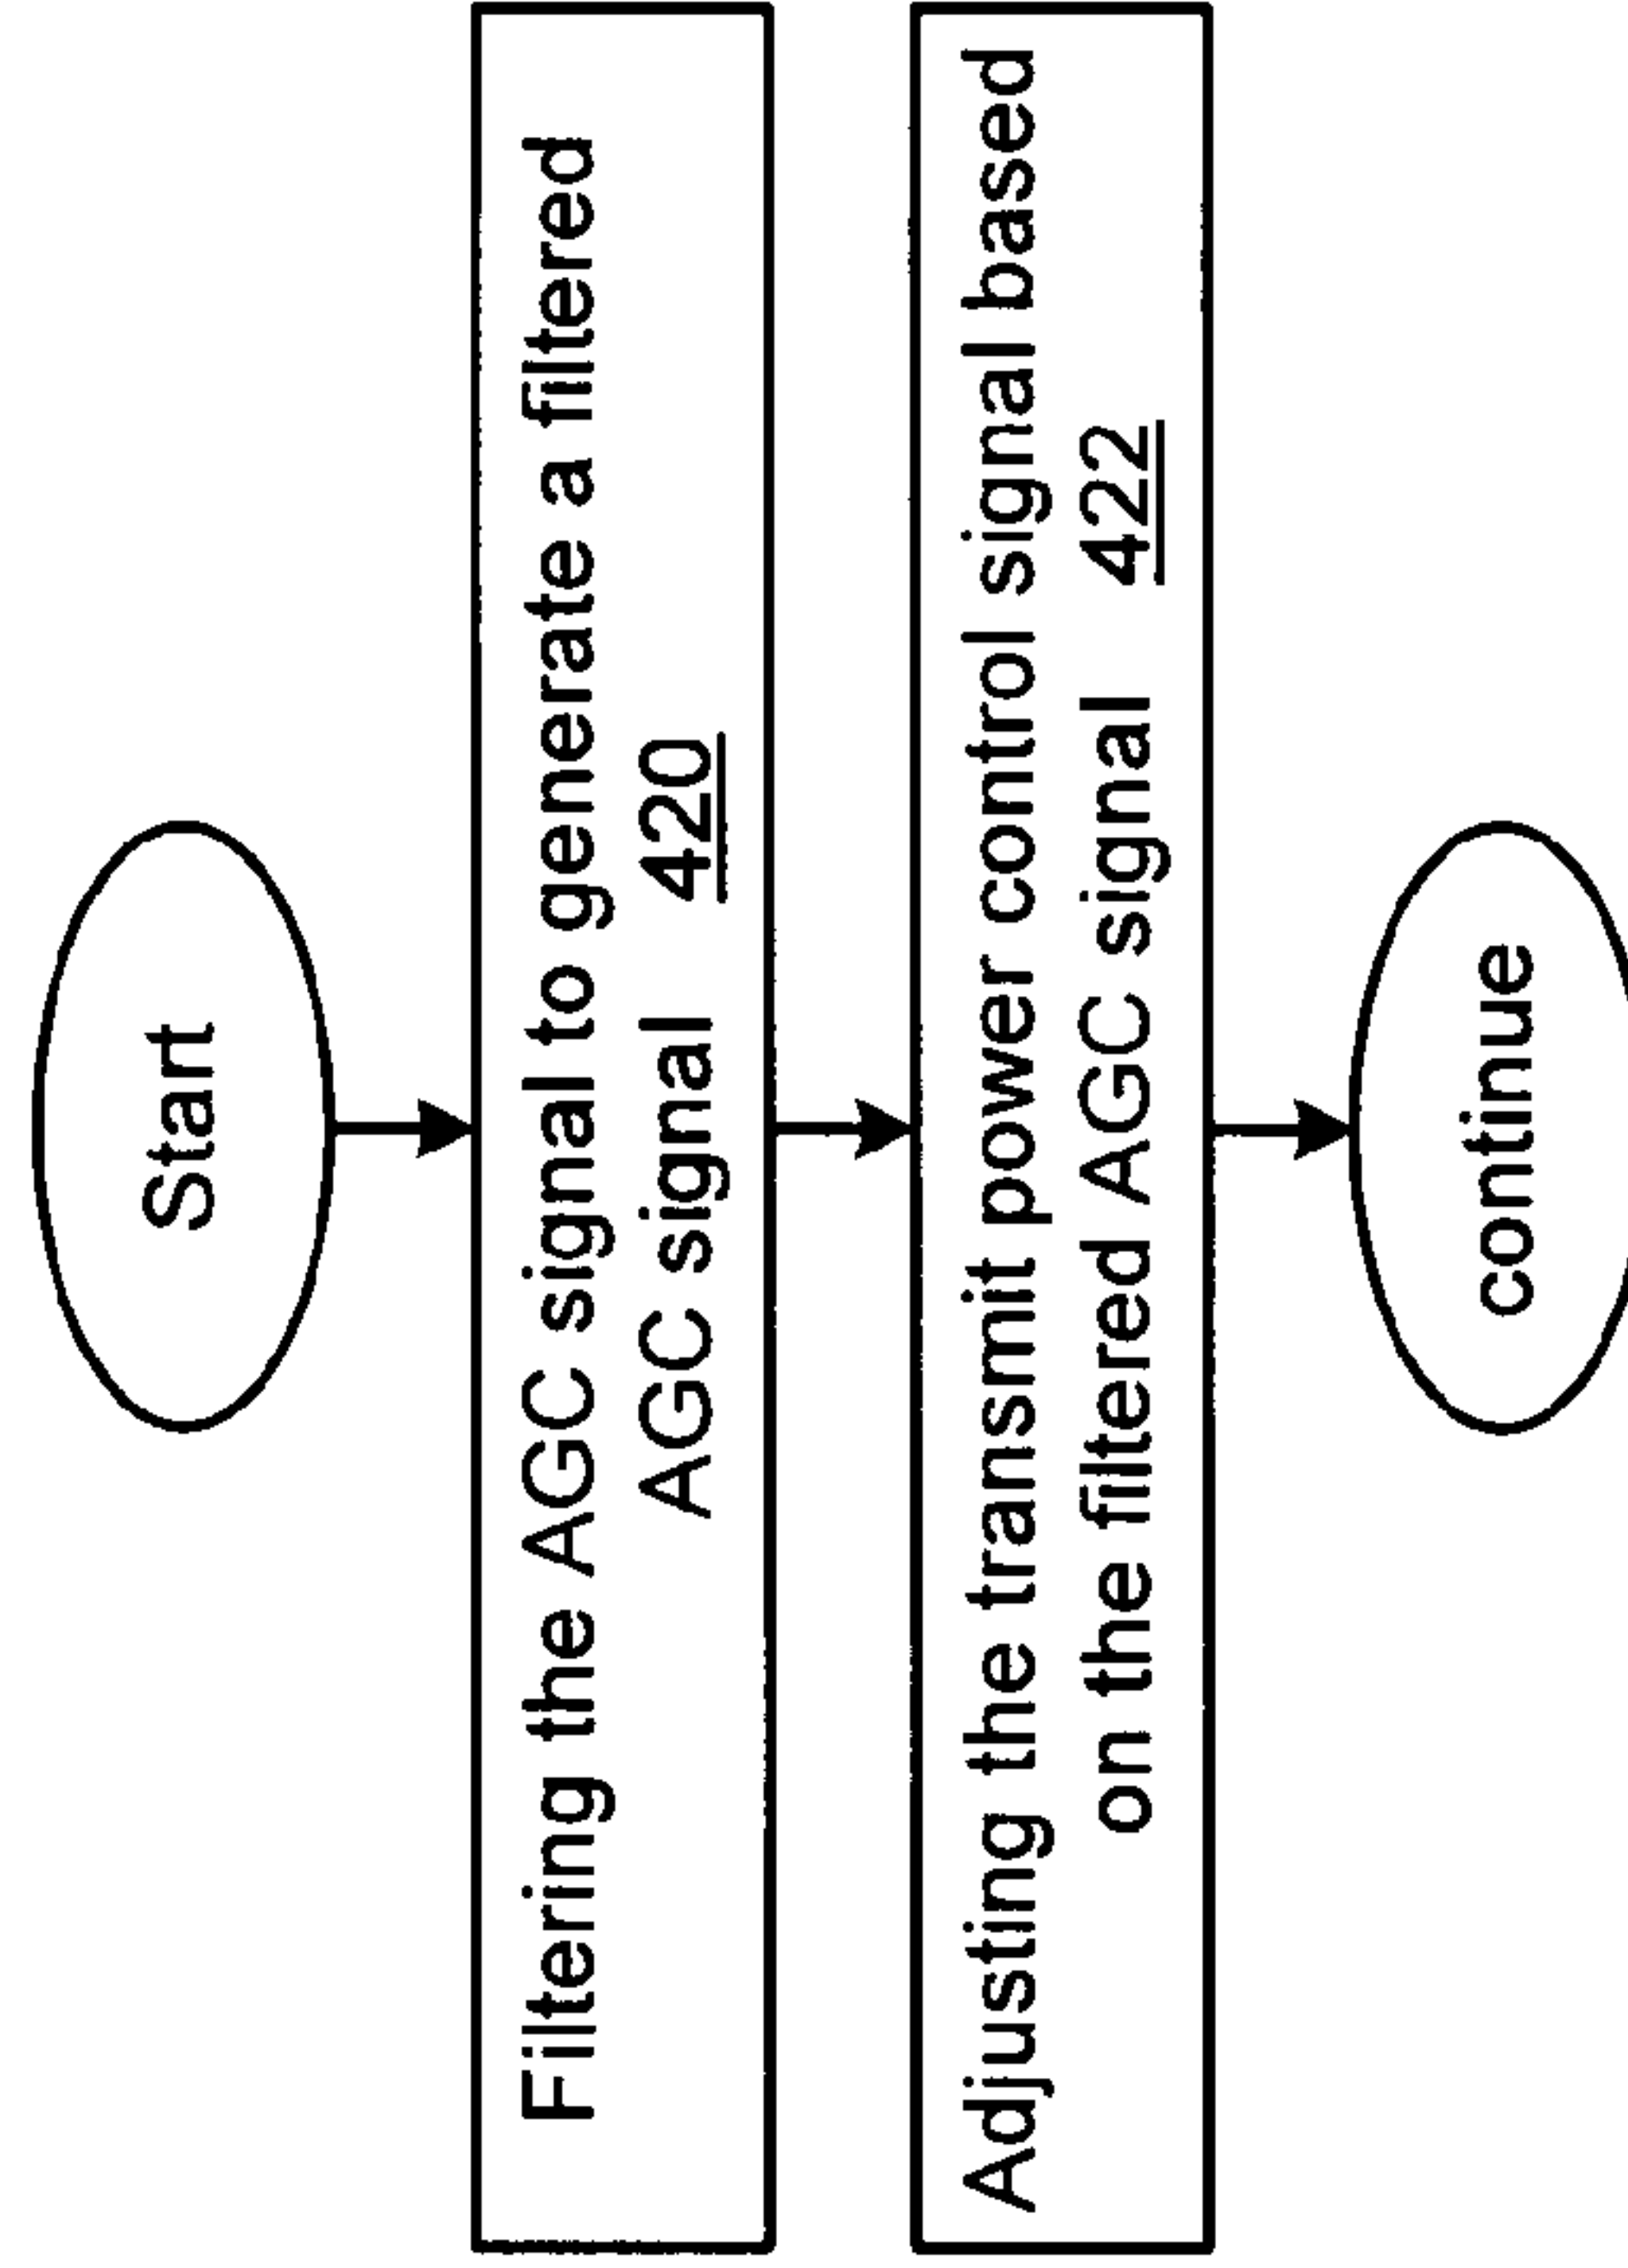 Start
Filtering the AGC signal to generate a filtered
AGC signal 420
Adjusting the transmit power control signal based
on the filtered AGC signal 422
continue